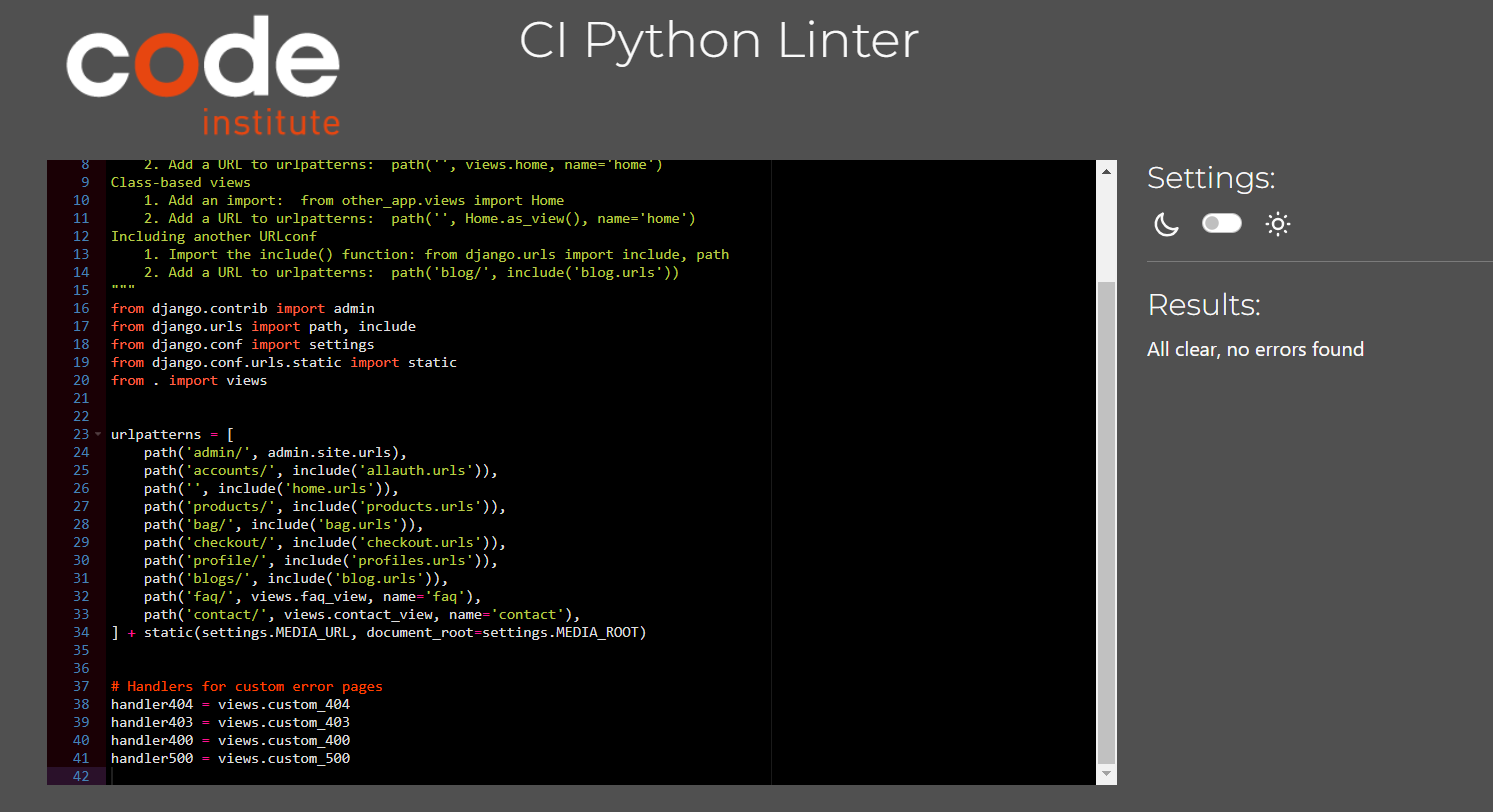 code
institute
CI Python Linter
8     2. Add a URL to urlpatterns:  path('', views.home, name='home')
9 Class-based views
10     1. Add an import:  from other_app.views import Home
11     2. Add a URL to urlpatterns:  path('', Home.as_view(), name='home')
12 Including another URLconf
13     1. Import the include() function: from django.urls import include, path
14     2. Add a URL to urlpatterns:  path('blog/', include('blog.urls'))
15 """
16 from django.contrib import admin
17 from django.urls import path, include
18 from django.conf import settings
19 from django.conf.urls.static import static
20 from . import views
21
22
23 urlpatterns = [
24     path('admin/', admin.site.urls),
25     path('accounts/', include('allauth.urls')),
26     path('', include('home.urls')),
27     path('products/', include('products.urls')),
28     path('bag/', include('bag.urls')),
29     path('checkout/', include('checkout.urls')),
30     path('profile/', include('profiles.urls')),
31     path('blogs/', include('blog.urls')),
32     path('faq/', views.faq_view, name='faq'),
33     path('contact/', views.contact_view, name='contact'),
34 ] + static(settings.MEDIA_URL, document_root=settings.MEDIA_ROOT)
35
36
37 # Handlers for custom error pages
38 handler404 = views.custom_404
39 handler403 = views.custom_403
40 handler400 = views.custom_400
41 handler500 = views.custom_500
42
Settings:
Results:
All clear, no errors found